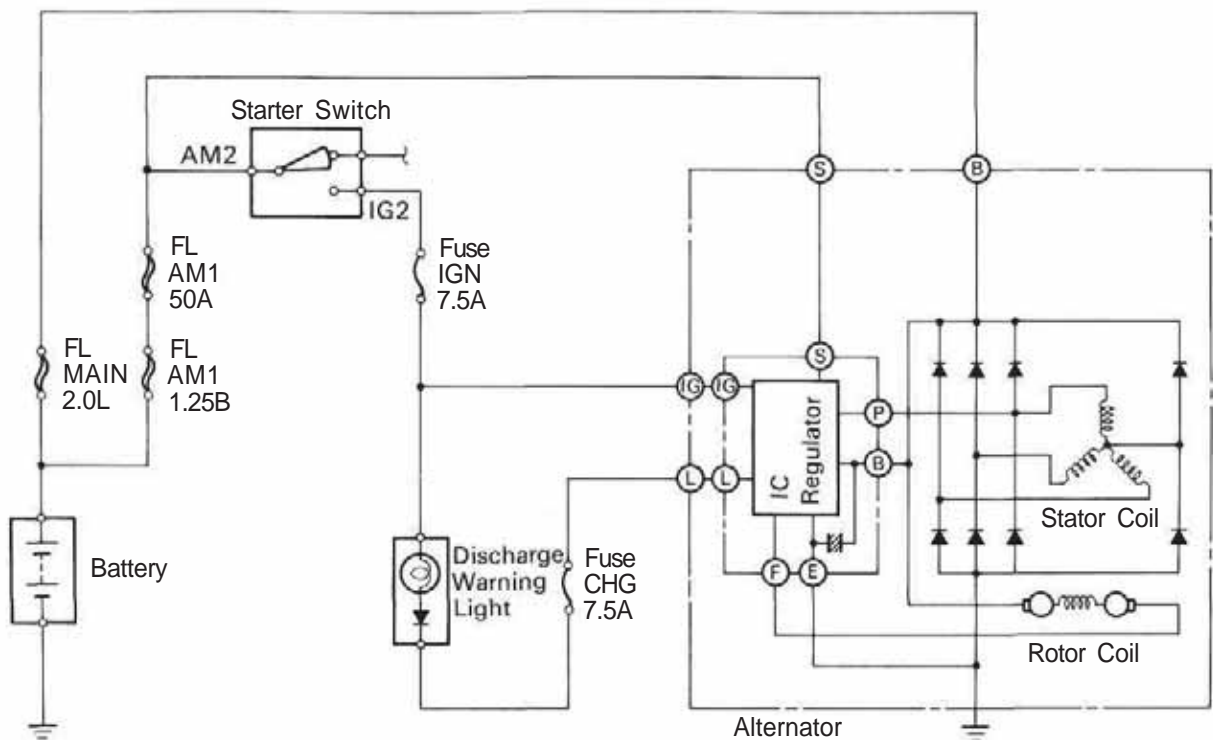 Starter Switch
AM2
IG2
S
B
FL
AM1
50A
Fuse
IGN
7.5A
FL
MAIN
2.0L
FL
AM1
1.25B
S
IG
IG
P
IC
Regulator
B
L
L
Stator Coil
Battery
Discharge
Warning
Light
Fuse
CHG
7.5A
F
E
Rotor Coil
Alternator